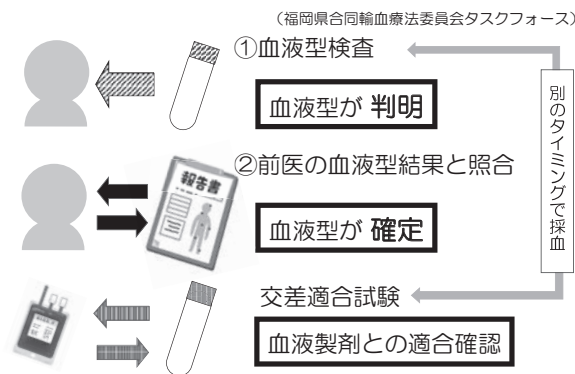 （福岡県合同輸血療法委員会タスクフォース）
①血液型検査
血液型が 判明
②前医の血液型結果と照合
報告書
血液型が 確定
別のタイミングで採血
交差適合試験
血液製剤との適合確認